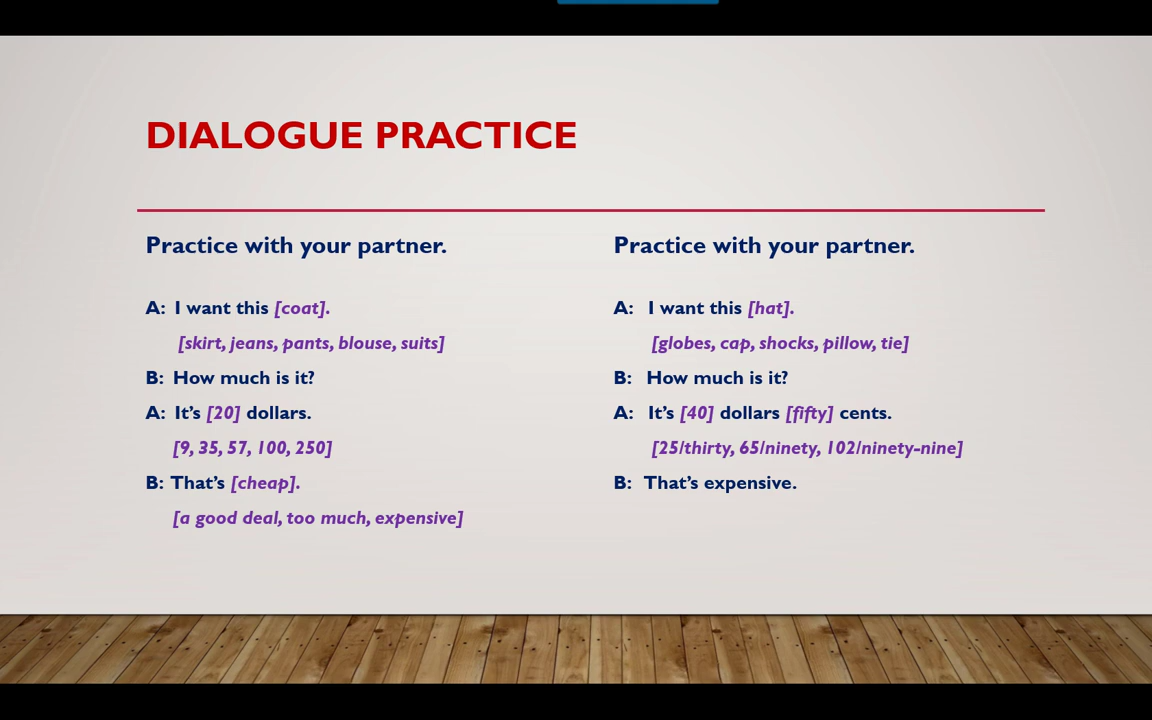 DIALOGUE PRACTICE
Practice with your partner.
A: I want this [coat].
[skirt, jeans, pants, blouse, suits]
B: How much is it?
A: It’s [20] dollars.
[9, 35, 57, 100, 250]
B: That’s [cheap].
[a good deal, too much, expensive]
Practice with your partner.
A: I want this [hat].
[globes, cap, shocks, pillow, tie]
B: How much is it?
A: It’s [40] dollars [fifty] cents.
[25/thirty, 65/ninety, 102/ninety-nine]
B: That’s expensive.